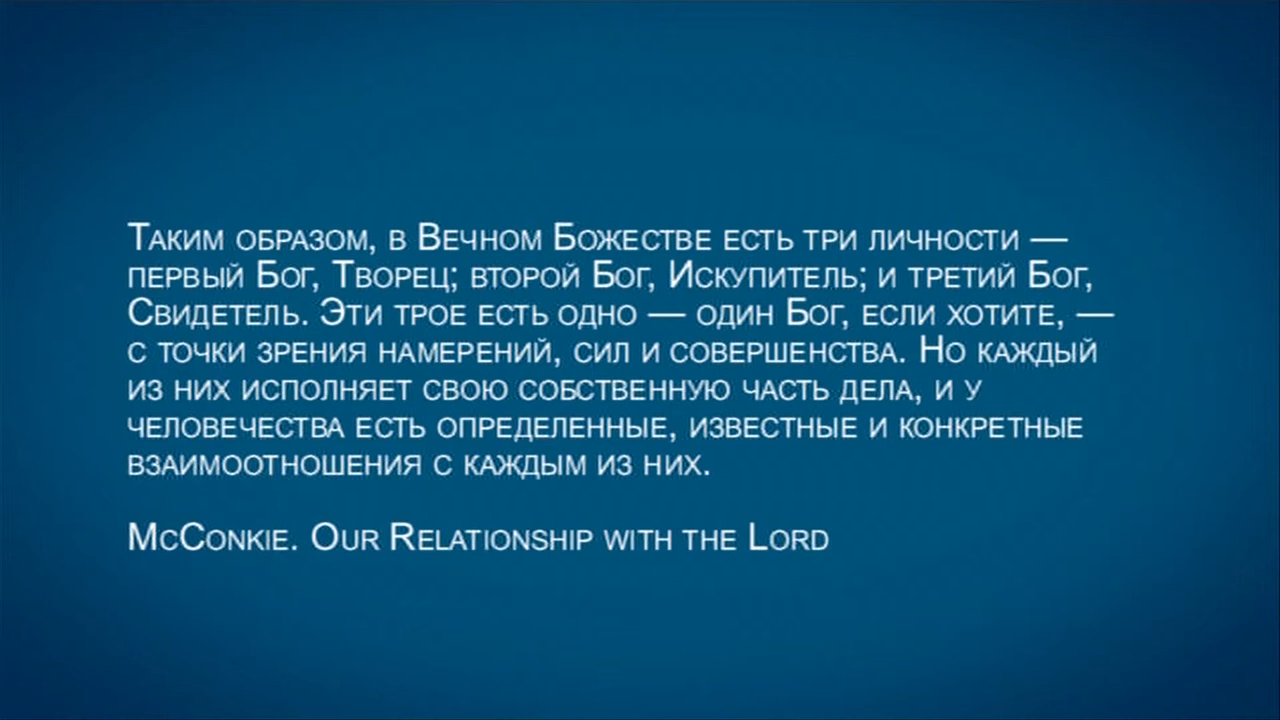 Таким образом, в Вечном Божестве есть три личности —
первый Бог, Творец; второй Бог, Искупитель; и третий Бог,
Свидетель. Эти трое есть одно — один Бог, если хотите, —
с точки зрения намерений, сил и совершенства. Но каждый
из них исполняет свою собственную часть дела, и у
человечества есть определенные, известные и конкретные
взаимоотношения с каждым из них.
McConkie. Our Relationship with the Lord